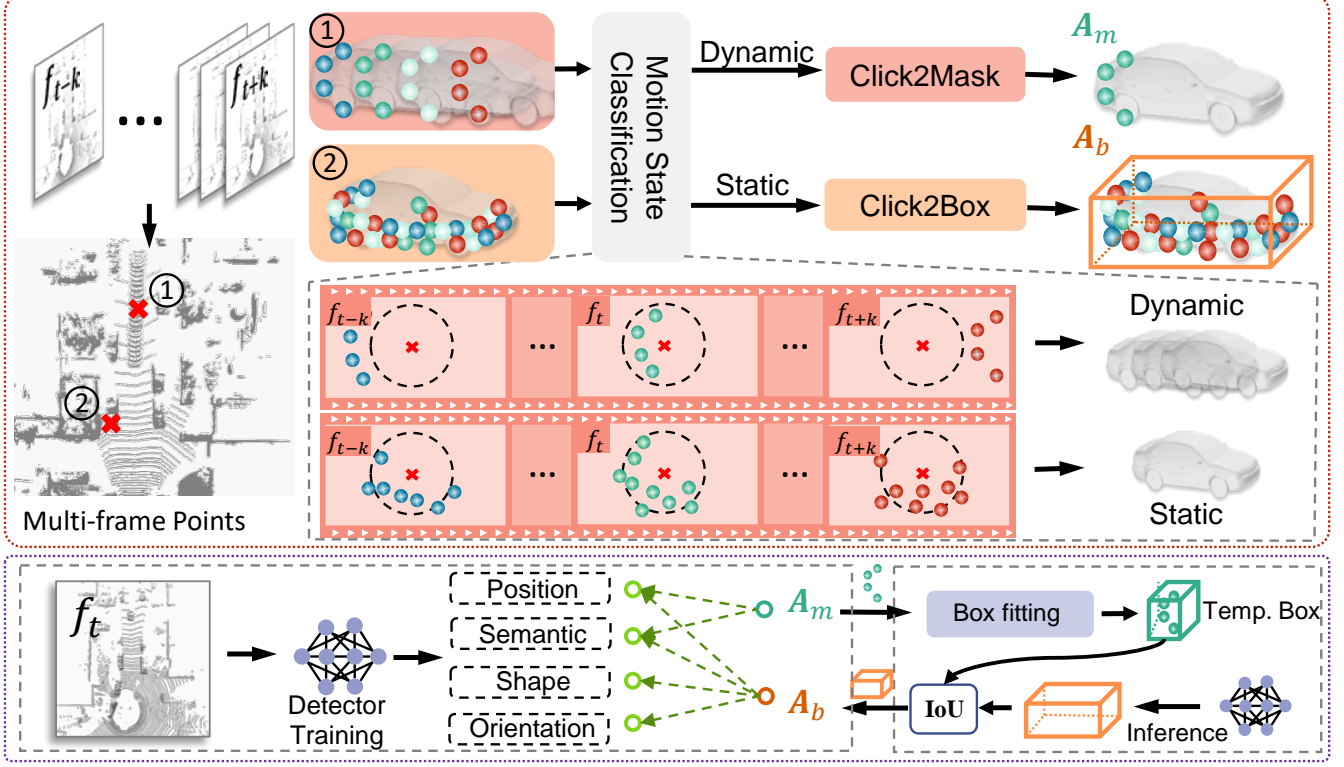 f_{t-k}
...
f_{t+k}
Multi-frame Points
①
②
①
②
Motion State
Classification
Dynamic
Static
Click2Mask
Click2Box
A_m
A_b
f_{t-k}
...
f_t
...
f_{t+k}
Dynamic
f_{t-k}
...
f_t
...
f_{t+k}
Static
f_t
Detector
Training
Position
Semantic
Shape
Orientation
A_m
A_b
Box fitting
Temp. Box
IoU
Inference